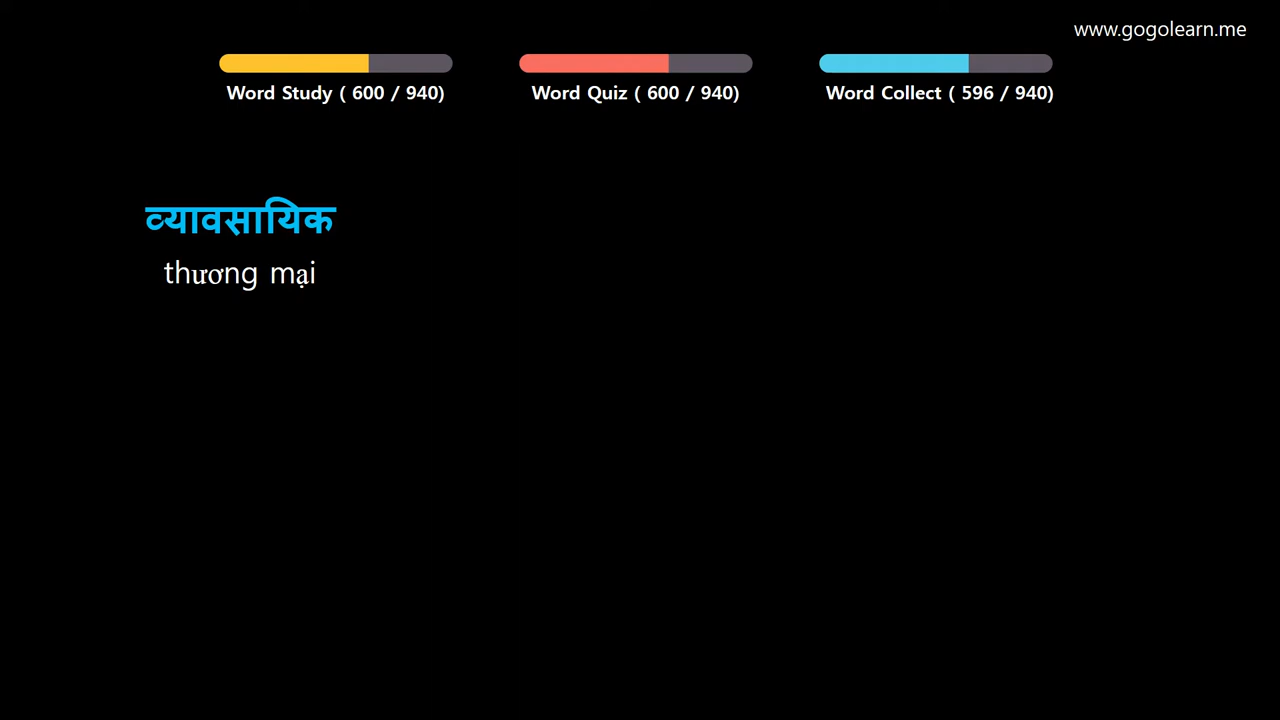 www.gogolearn.me
Word Study ( 600 / 940)
Word Quiz ( 600 / 940)
Word Collect ( 596 / 940)
व्यावसायिक
thương mại